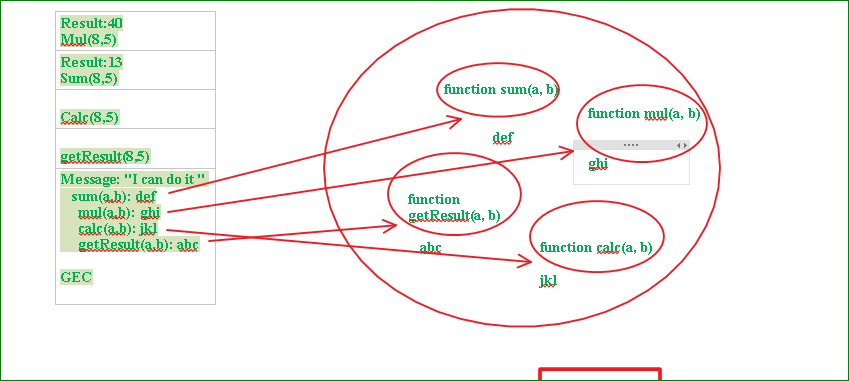 Result:40
Mul(8,5)
Result:13
Sum(8,5)
Calc(8,5)
getResult(8,5)
Message: "I can do it "
sum(a,b): def
mul(a,b): ghi
calc(a,b): jkl
getResult(a,b): abc
GEC
function sum(a, b)
def
function mul(a, b)
ghi
function
getResult(a, b)
abc
function calc(a, b)
jkl